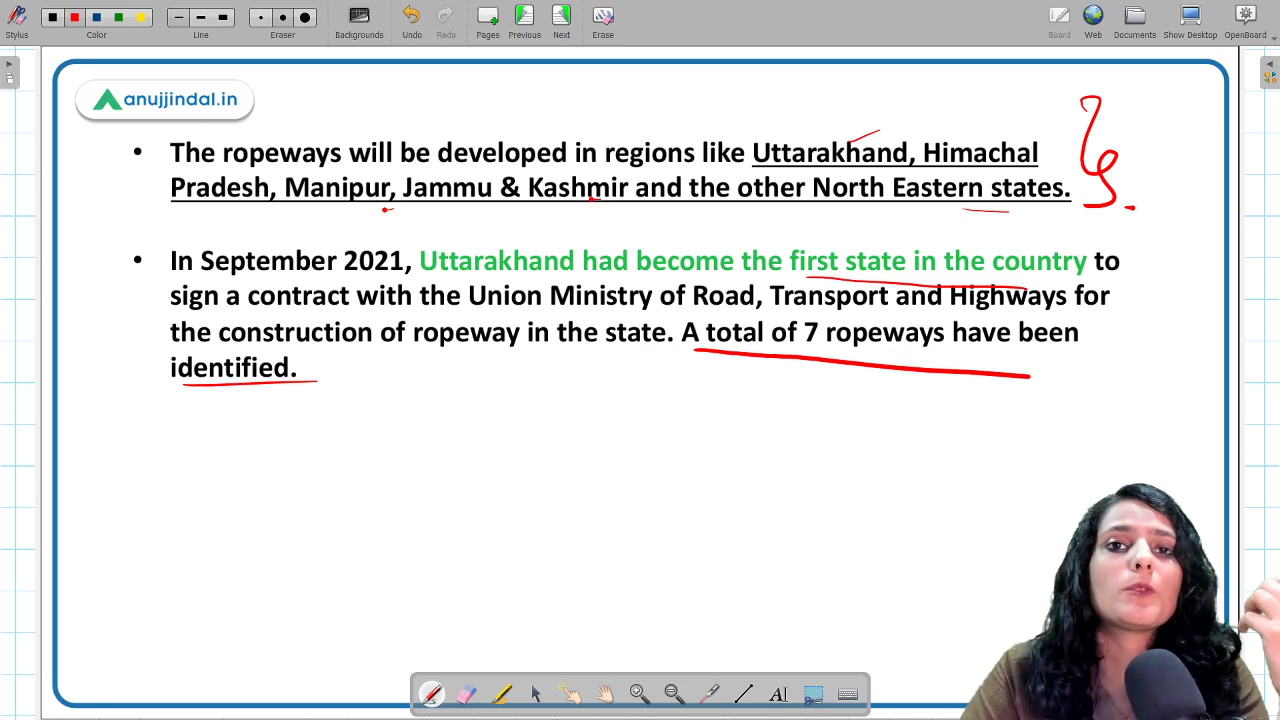 Stylus Color Line Eraser Backgrounds Undo Redo Pages Previous Next Erase Board Web Documents Show Desktop OpenBoard
anujjindal.in
• The ropeways will be developed in regions like Uttarakhand, Himachal
Pradesh, Manipur, Jammu & Kashmir and the other North Eastern states.
• In September 2021, Uttarakhand had become the first state in the country to
sign a contract with the Union Ministry of Road, Transport and Highways for
the construction of ropeway in the state. A total of 7 ropeways have been
identified.